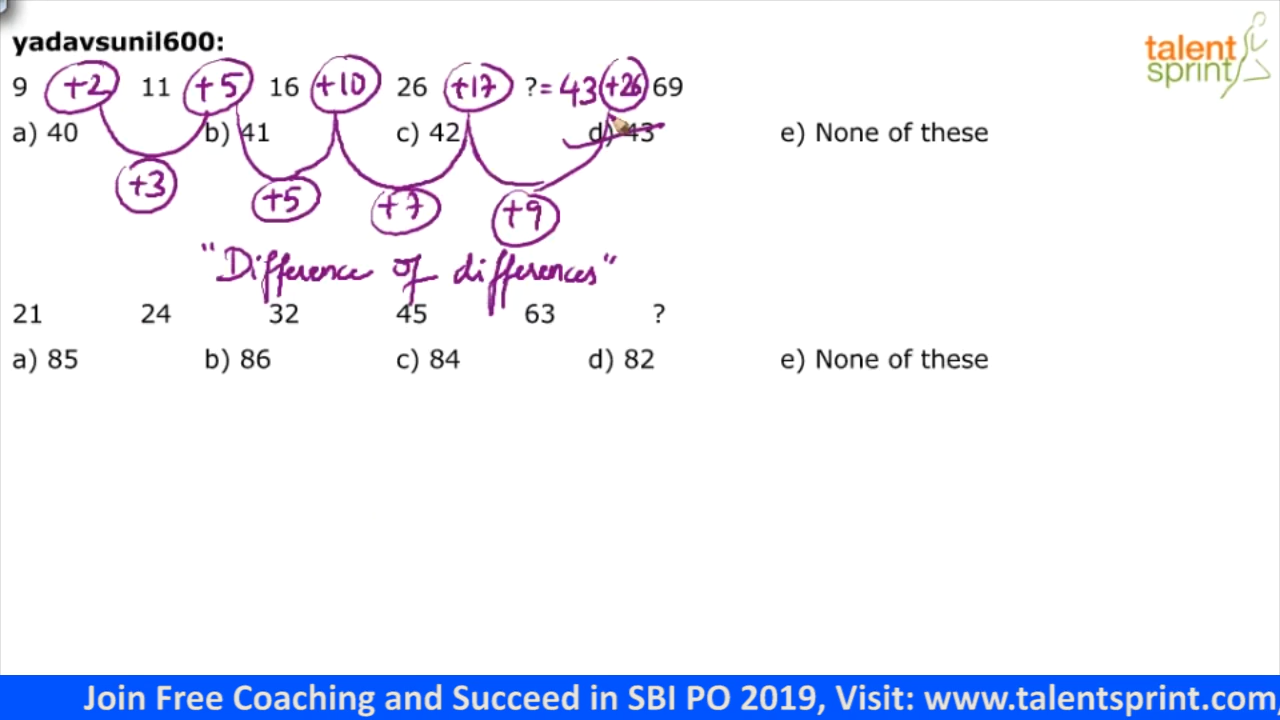 yadavsunil600:
talent
sprint
9 +2 11 +5 16 +10 26 +17 ? = 43 +26 69
a) 40 b) 41 c) 42 d) 43 e) None of these
+3 +5 +7 +9
"Difference of differences"
21 24 32 45 63 ?
a) 85 b) 86 c) 84 d) 82 e) None of these
Join Free Coaching and Succeed in SBI PO 2019, Visit: www.talentsprint.com,